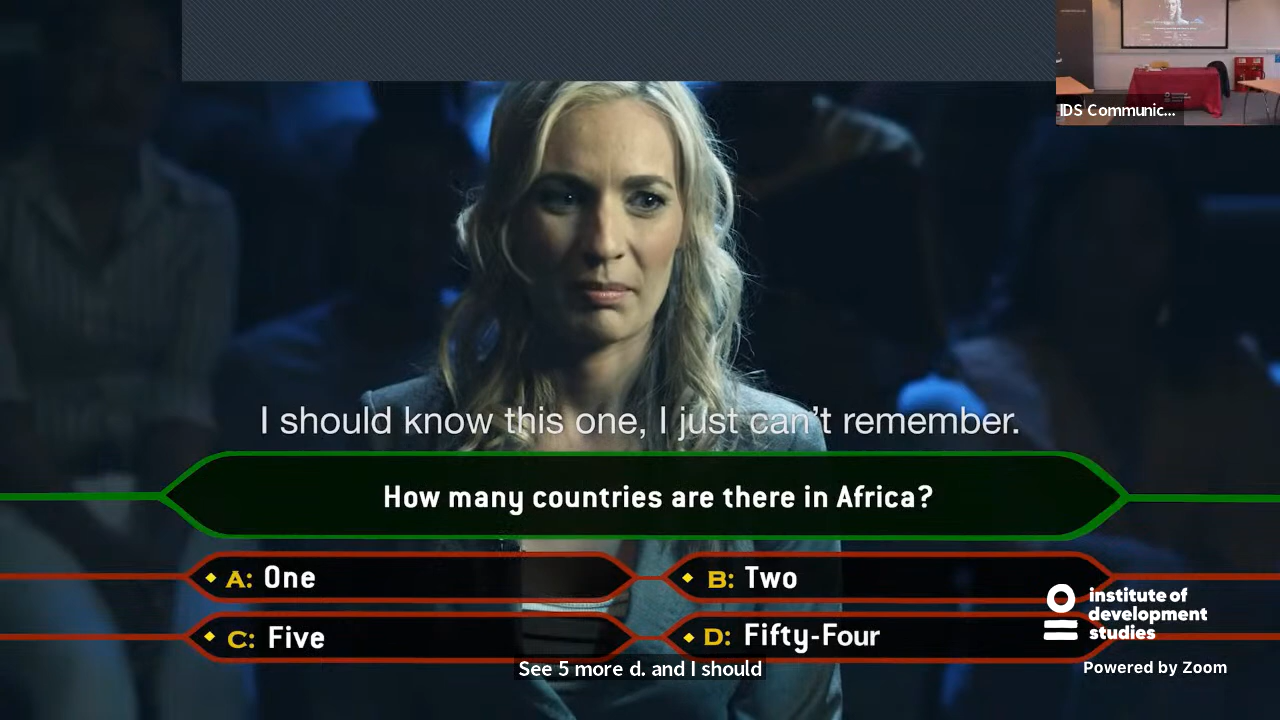 IDS Communic...
I should know this one, I just can't remember.
How many countries are there in Africa?
A: One
B: Two
C: Five
D: Fifty-Four
institute of
development
studies
See 5 more d. and I should
Powered by Zoom